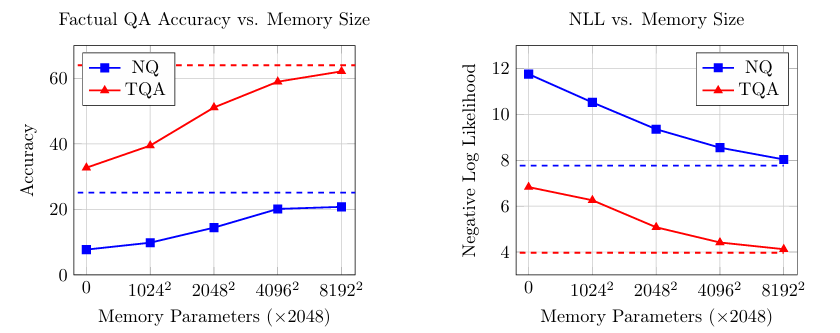 Factual QA Accuracy vs. Memory Size
NQ
TQA
60
40
20
0
Accuracy
0 1024² 2048² 4096² 8192²
Memory Parameters (×2048)
NLL vs. Memory Size
NQ
TQA
12
10
8
6
4
Negative Log Likelihood
0 1024² 2048² 4096² 8192²
Memory Parameters (×2048)